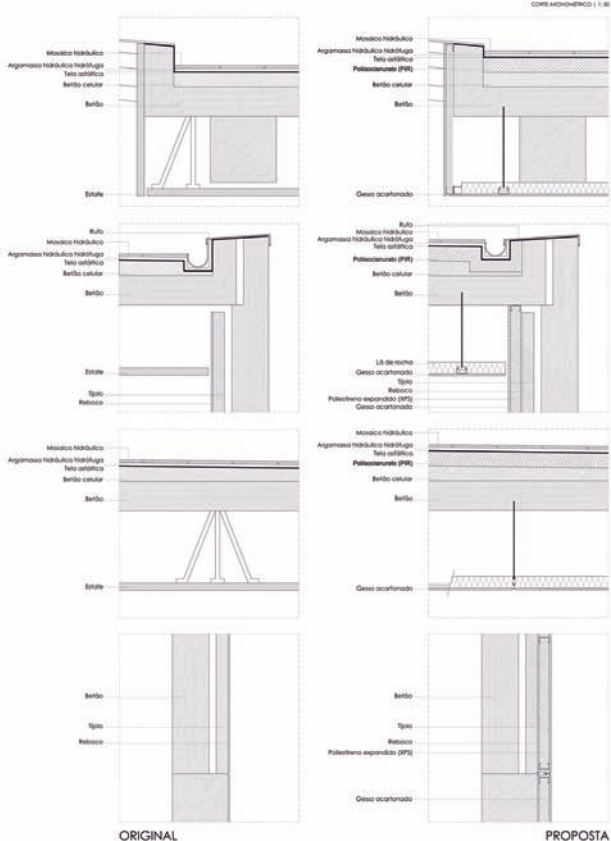 CORTE AXONOMÉTRICO | 1: 50
Mosaico hidráulico
Argamassa hidráulica hidrófuga
Tela asfáltica
Betão celular
Betão
Estafe
Mosaico hidráulico
Argamassa hidráulica hidrófuga
Tela asfáltica
Poliisocianurato (PIR)
Betão celular
Betão
Gesso acartonado
Rufo
Mosaico hidráulico
Argamassa hidráulica hidrófuga
Tela asfáltica
Betão celular
Betão
Estafe
Tijolo
Reboco
Rufo
Mosaico hidráulico
Argamassa hidráulica hidrófuga
Tela asfáltica
Poliisocianurato (PIR)
Betão celular
Betão
Lã de rocha
Gesso acartonado
Tijolo
Reboco
Poliestireno expandido (XPS)
Gesso acartonado
Mosaico hidráulico
Argamassa hidráulica hidrófuga
Tela asfáltica
Betão celular
Betão
Estafe
Mosaico hidráulico
Argamassa hidráulica hidrófuga
Tela asfáltica
Poliisocianurato (PIR)
Betão celular
Betão
Gesso acartonado
Betão
Tijolo
Reboco
Betão
Tijolo
Reboco
Poliestireno expandido (XPS)
Gesso acartonado
ORIGINAL
PROPOSTA